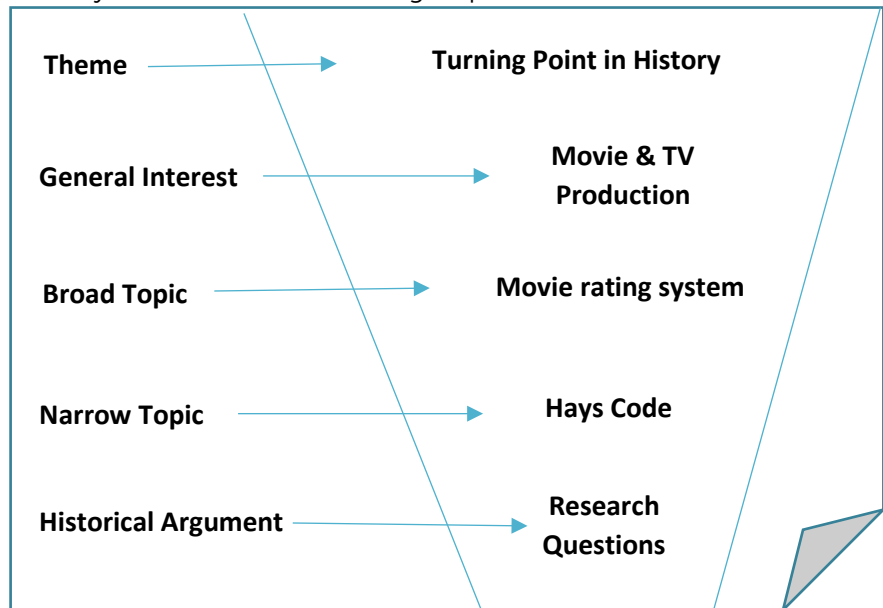 Theme
Turning Point in History
General Interest
Movie & TV
Production
Broad Topic
Movie rating system
Narrow Topic
Hays Code
Historical Argument
Research
Questions